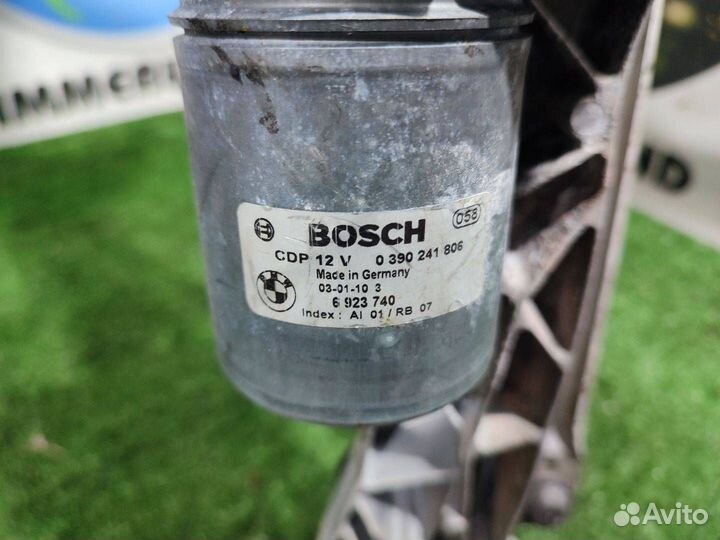 BOSCH
058
CDP 12 V 0 390 241 806
Made in Germany
03-01-10 3
BMW
6 923 740
Index : AI 01 / RB 07
Avito